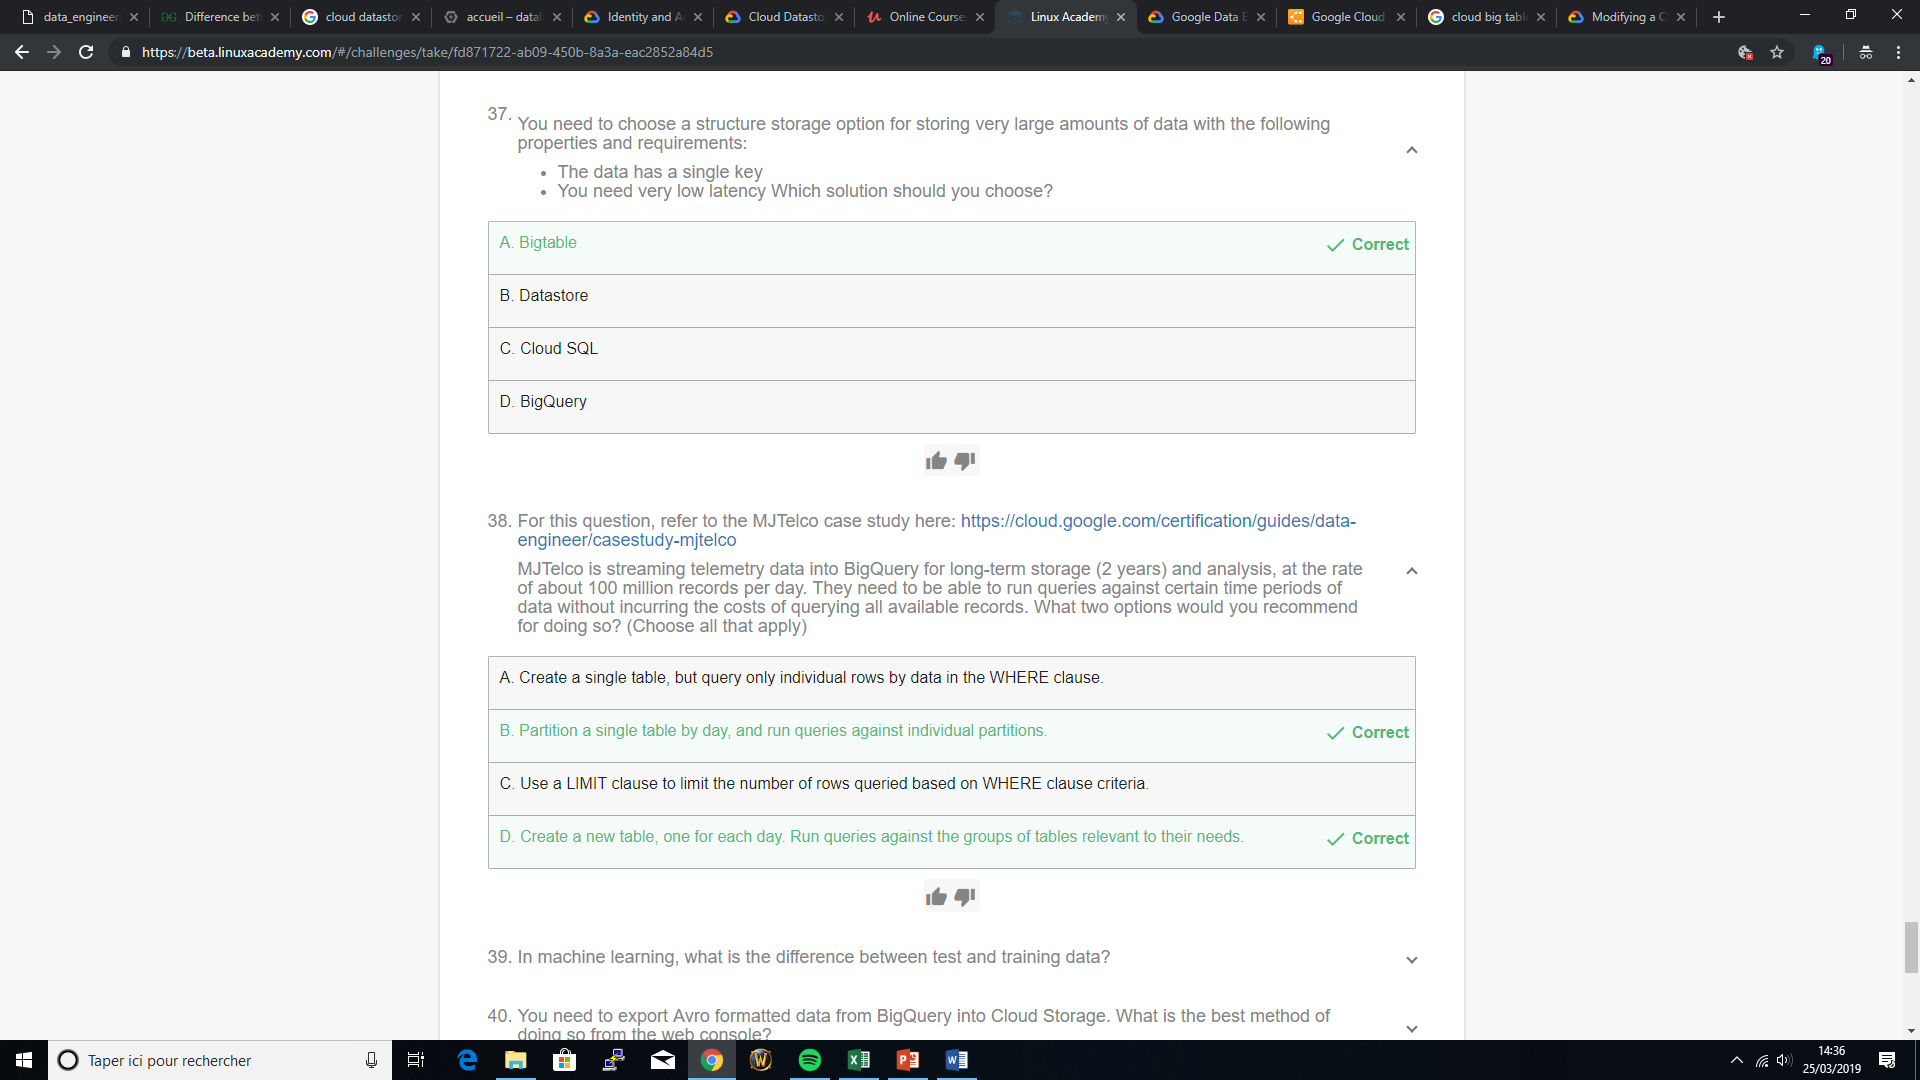 data_engineer
Difference bet
cloud datastor
accueil – datal
Identity and A
Cloud Datasto
Online Course
Linux Academy
Google Data E
Google Cloud
cloud big tabl
Modifying a C
https://beta.linuxacademy.com/#/challenges/take/fd871722-ab09-450b-8a3a-eac2852a84d5
20
37. You need to choose a structure storage option for storing very large amounts of data with the following
properties and requirements:
• The data has a single key
• You need very low latency Which solution should you choose?
A. Bigtable
Correct
B. Datastore
C. Cloud SQL
D. BigQuery
38. For this question, refer to the MJTelco case study here: https://cloud.google.com/certification/guides/data-
engineer/casestudy-mjtelco
MJTelco is streaming telemetry data into BigQuery for long-term storage (2 years) and analysis, at the rate
of about 100 million records per day. They need to be able to run queries against certain time periods of
data without incurring the costs of querying all available records. What two options would you recommend
for doing so? (Choose all that apply)
A. Create a single table, but query only individual rows by data in the WHERE clause.
B. Partition a single table by day, and run queries against individual partitions.
Correct
C. Use a LIMIT clause to limit the number of rows queried based on WHERE clause criteria.
D. Create a new table, one for each day. Run queries against the groups of tables relevant to their needs.
Correct
39. In machine learning, what is the difference between test and training data?
40. You need to export Avro formatted data from BigQuery into Cloud Storage. What is the best method of
doing so from the web console?
Taper ici pour rechercher
14:36
25/03/2019